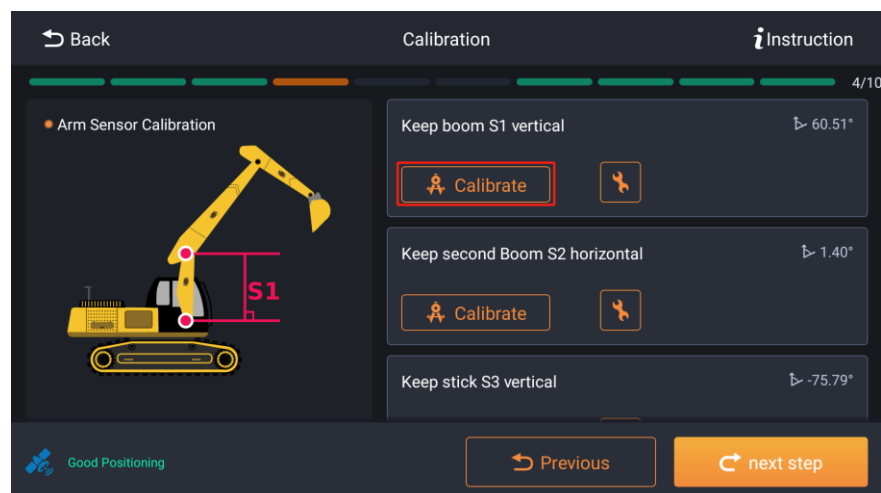 Back
Calibration
Instruction
4/10
Arm Sensor Calibration
S1
Keep boom S1 vertical
60.51°
Calibrate
Keep second Boom S2 horizontal
1.40°
Calibrate
Keep stick S3 vertical
-75.79°
Good Positioning
Previous
next step